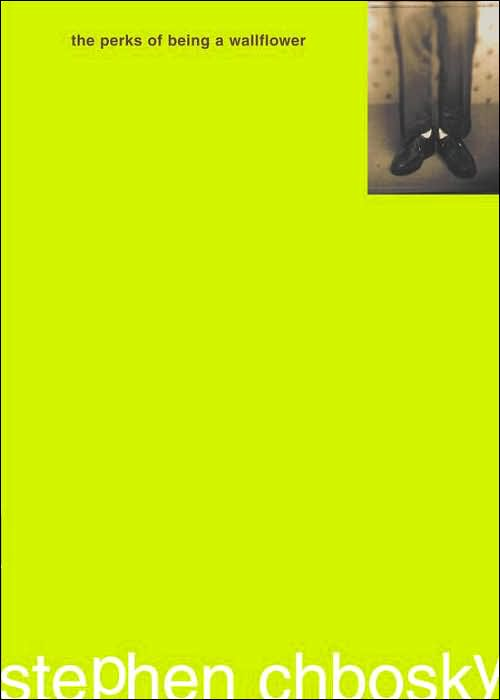 the perks of being a wallflower
stephen chbosky